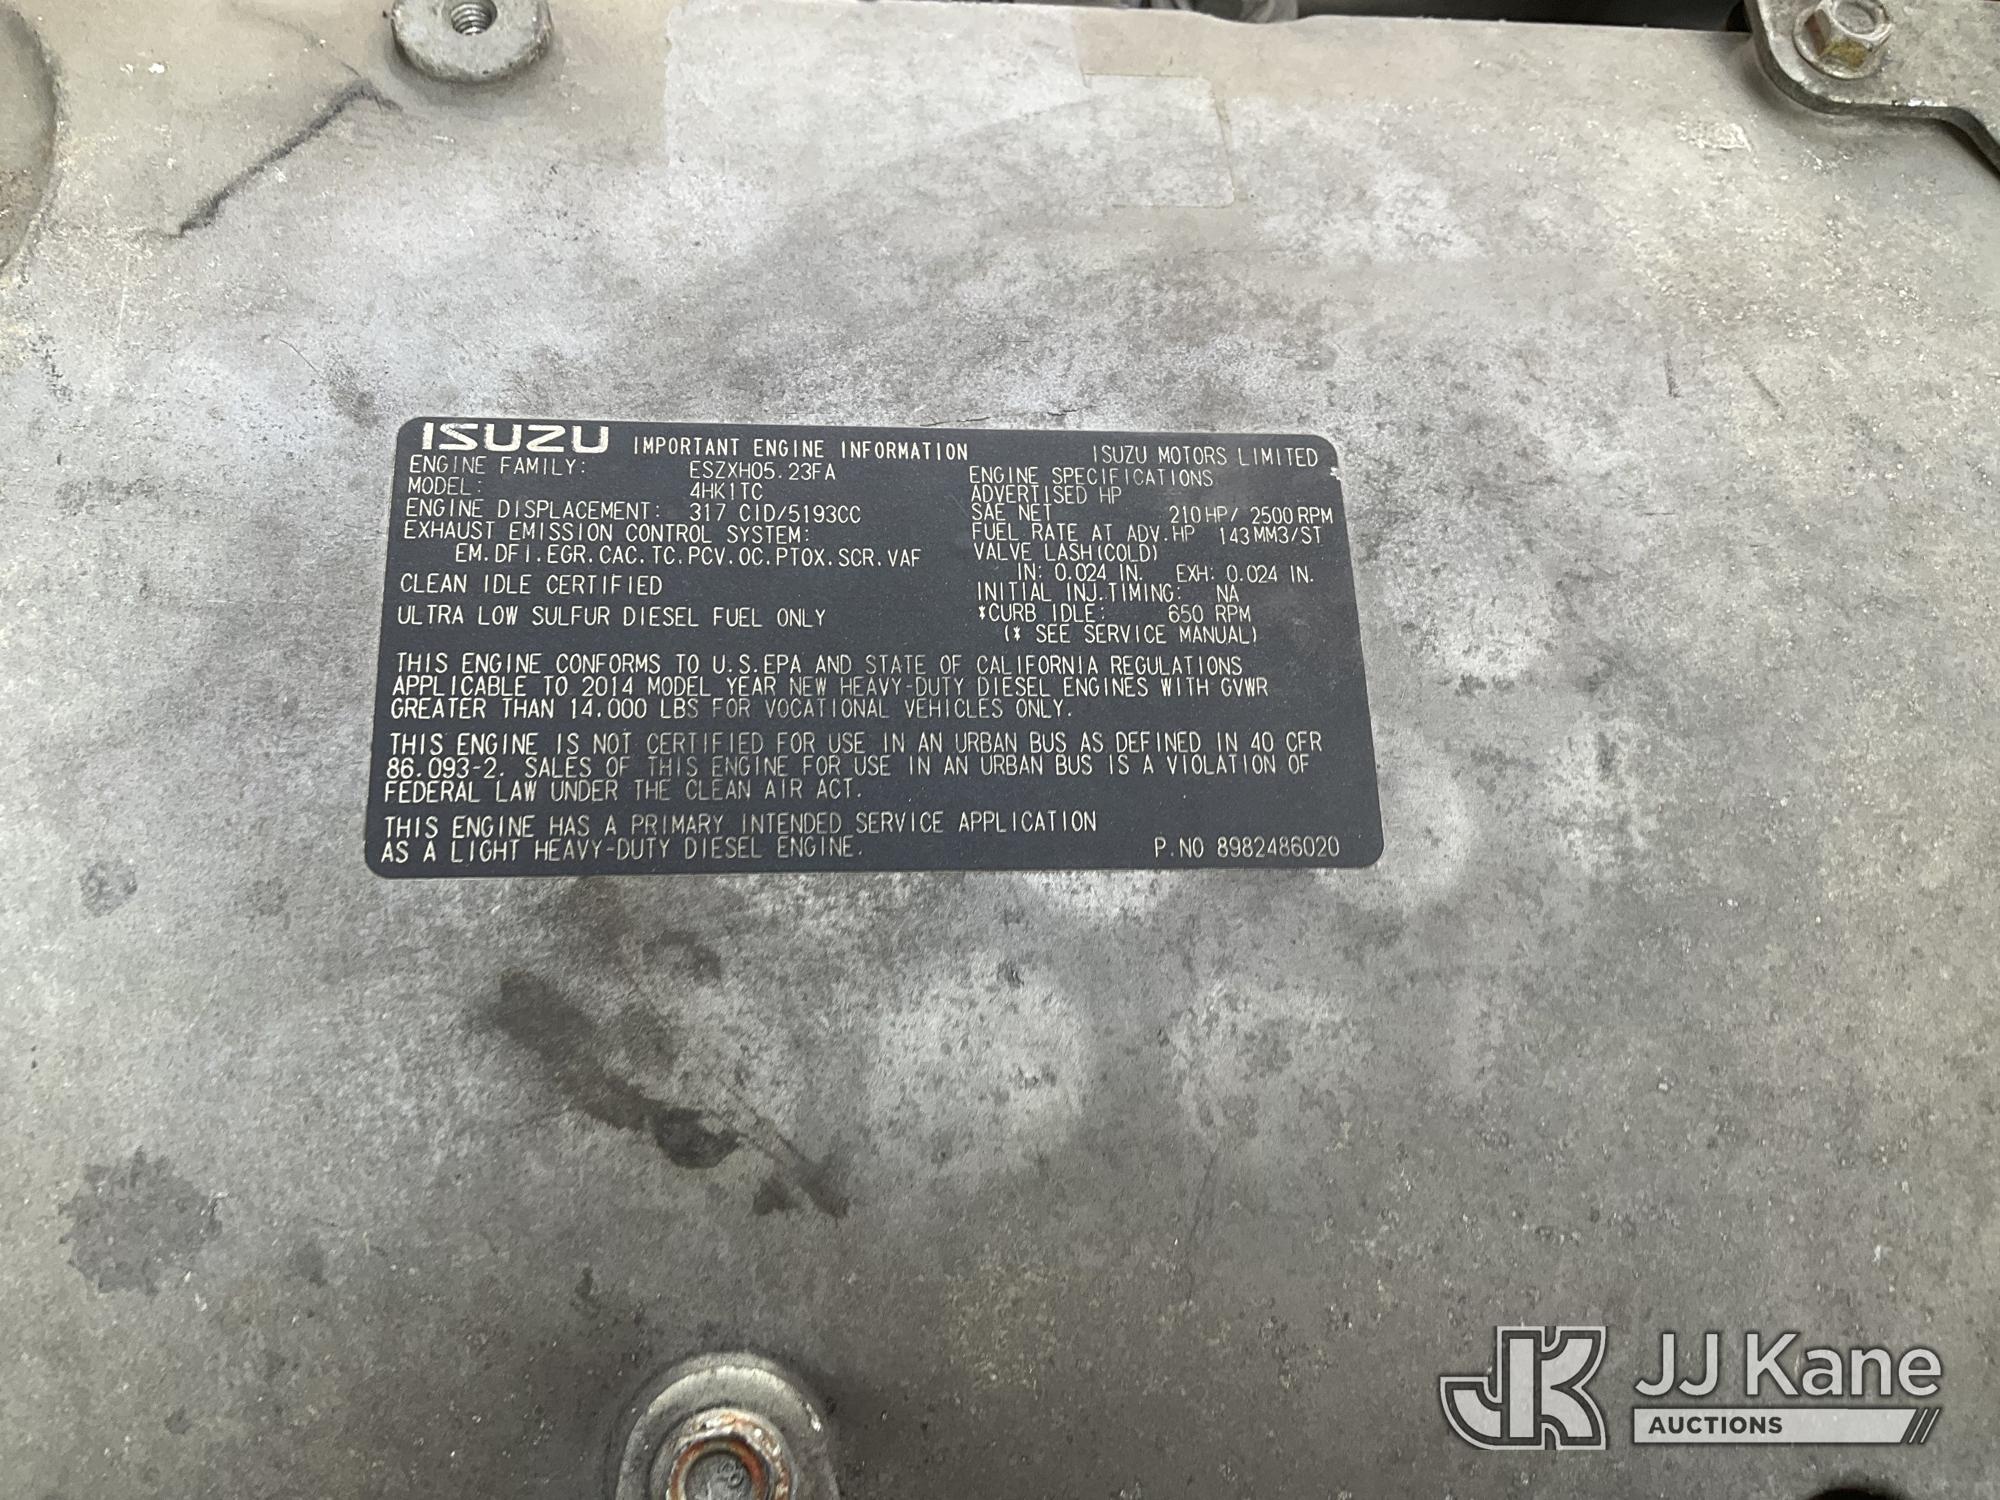 ISUZU IMPORTANT ENGINE INFORMATION ISUZU MOTORS LIMITED
ENGINE FAMILY: ESZXH05.23FA
MODEL: 4HK1TC
ENGINE DISPLACEMENT: 317 CID/5193CC
EXHAUST EMISSION CONTROL SYSTEM:
EM.DFI.EGR.CAC.TC.PCV.OC.PTOX.SCR.VAF
CLEAN IDLE CERTIFIED
ULTRA LOW SULFUR DIESEL FUEL ONLY
ENGINE SPECIFICATIONS
ADVERTISED HP
SAE NET 210HP/ 2500RPM
FUEL RATE AT ADV.HP 143MM3/ST
VALVE LASH(COLD)
IN: 0.024 IN. EXH: 0.024 IN.
INITIAL INJ.TIMING: NA
*CURB IDLE: 650 RPM
(* SEE SERVICE MANUAL)
THIS ENGINE CONFORMS TO U.S.EPA AND STATE OF CALIFORNIA REGULATIONS
APPLICABLE TO 2014 MODEL YEAR NEW HEAVY-DUTY DIESEL ENGINES WITH GVWR
GREATER THAN 14.000 LBS FOR VOCATIONAL VEHICLES ONLY.
THIS ENGINE IS NOT CERTIFIED FOR USE IN AN URBAN BUS AS DEFINED IN 40 CFR
86.093-2. SALES OF THIS ENGINE FOR USE IN AN URBAN BUS IS A VIOLATION OF
FEDERAL LAW UNDER THE CLEAN AIR ACT.
THIS ENGINE HAS A PRIMARY INTENDED SERVICE APPLICATION
AS A LIGHT HEAVY-DUTY DIESEL ENGINE. P.NO 8982486020
JK JJ Kane
AUCTIONS